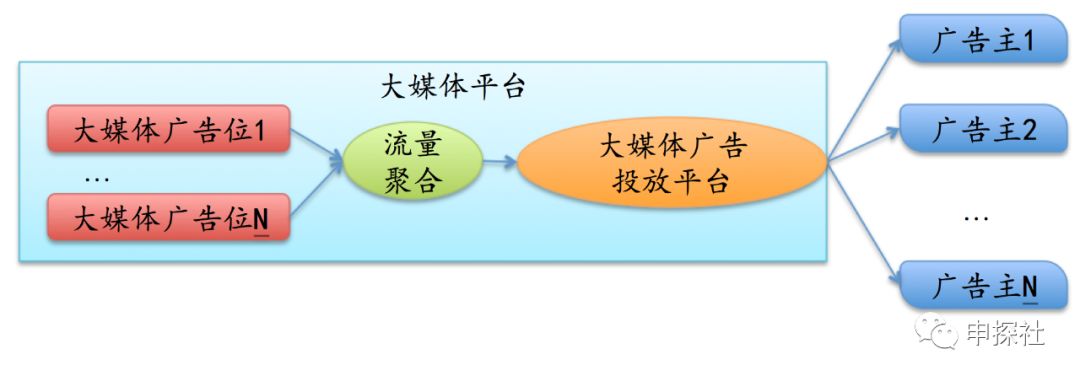 大媒体平台
大媒体广告位1
...
大媒体广告位N
流量
聚合
大媒体广告
投放平台
广告主1
广告主2
...
广告主N
申探社